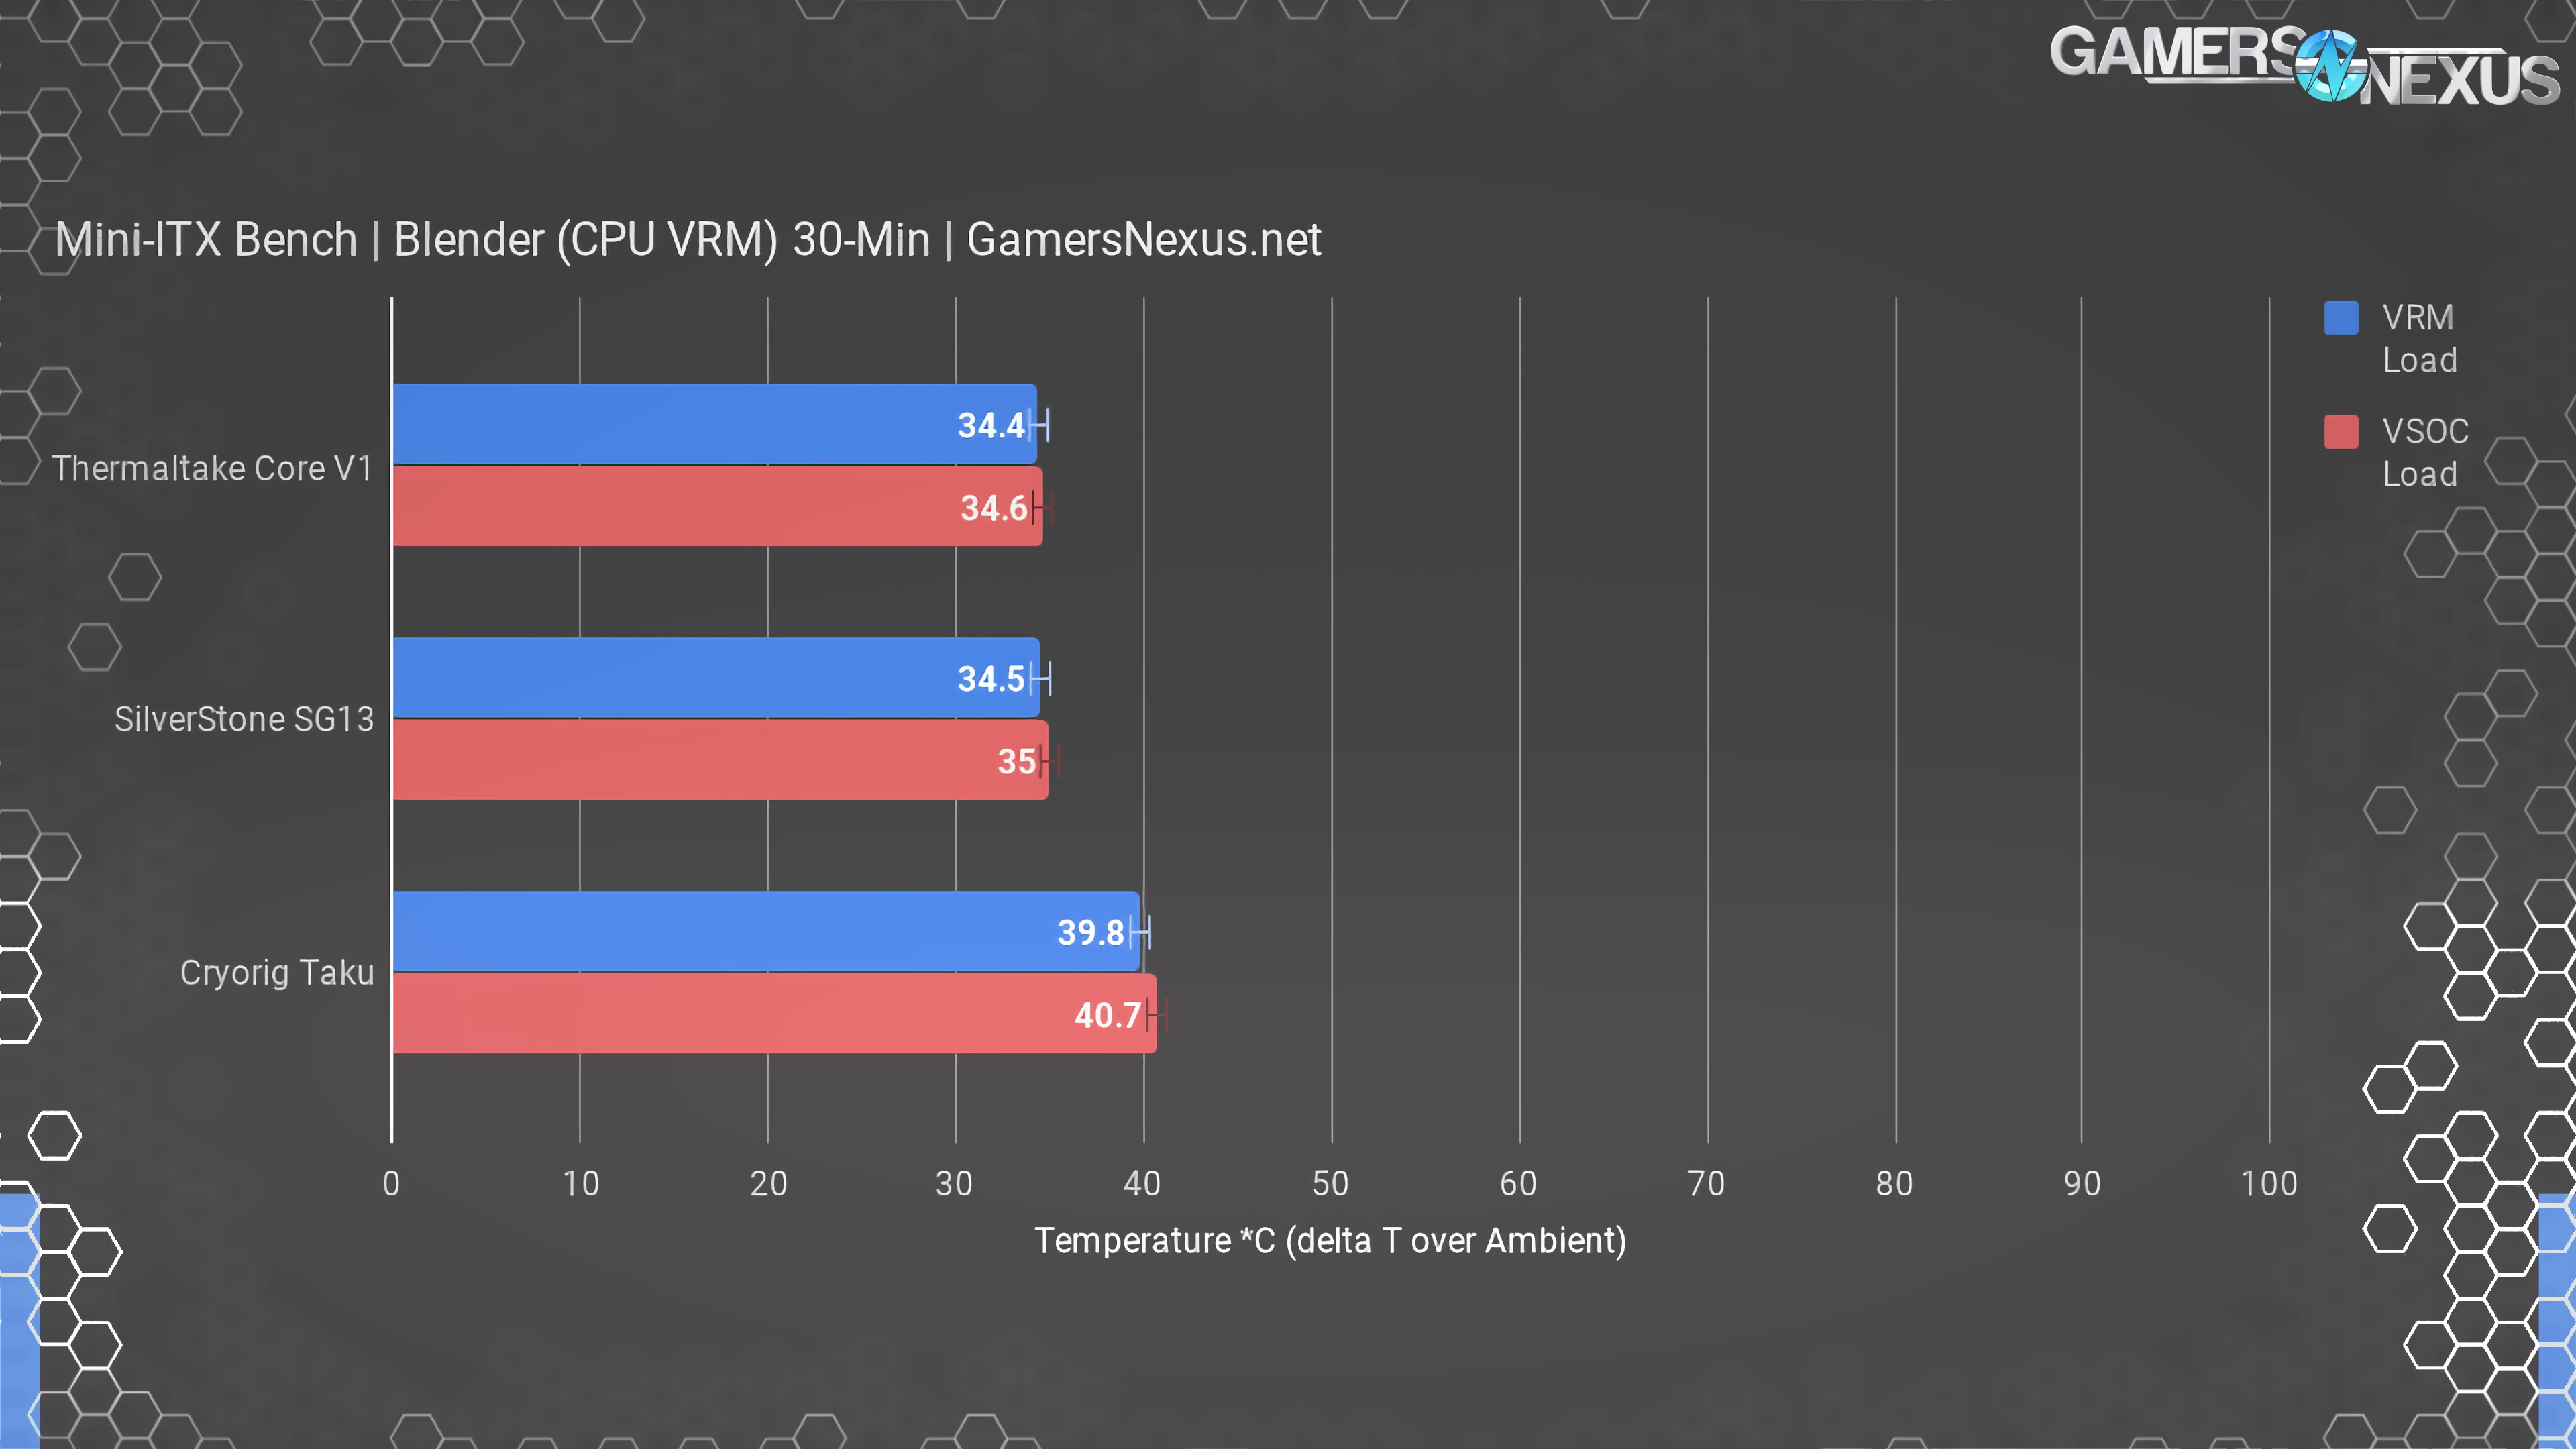 GAMERS NEXUS
Mini-ITX Bench | Blender (CPU VRM) 30-Min | GamersNexus.net
VRM
Load
VSOC
Load
Thermaltake Core V1
34.4
34.6
SilverStone SG13
34.5
35
Cryorig Taku
39.8
40.7
0 10 20 30 40 50 60 70 80 90 100
Temperature *C (delta T over Ambient)